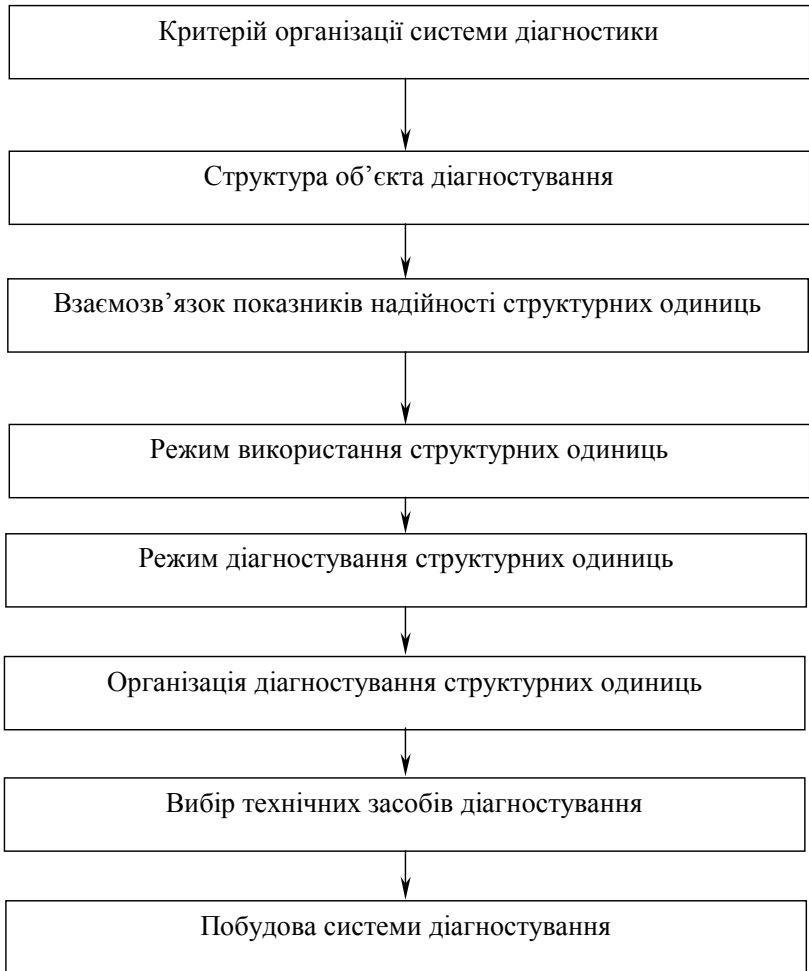 Критерій організації системи діагностики
Структура об’єкта діагностування
Взаємозв’язок показників надійності структурних одиниць
Режим використання структурних одиниць
Режим діагностування структурних одиниць
Організація діагностування структурних одиниць
Вибір технічних засобів діагностування
Побудова системи діагностування